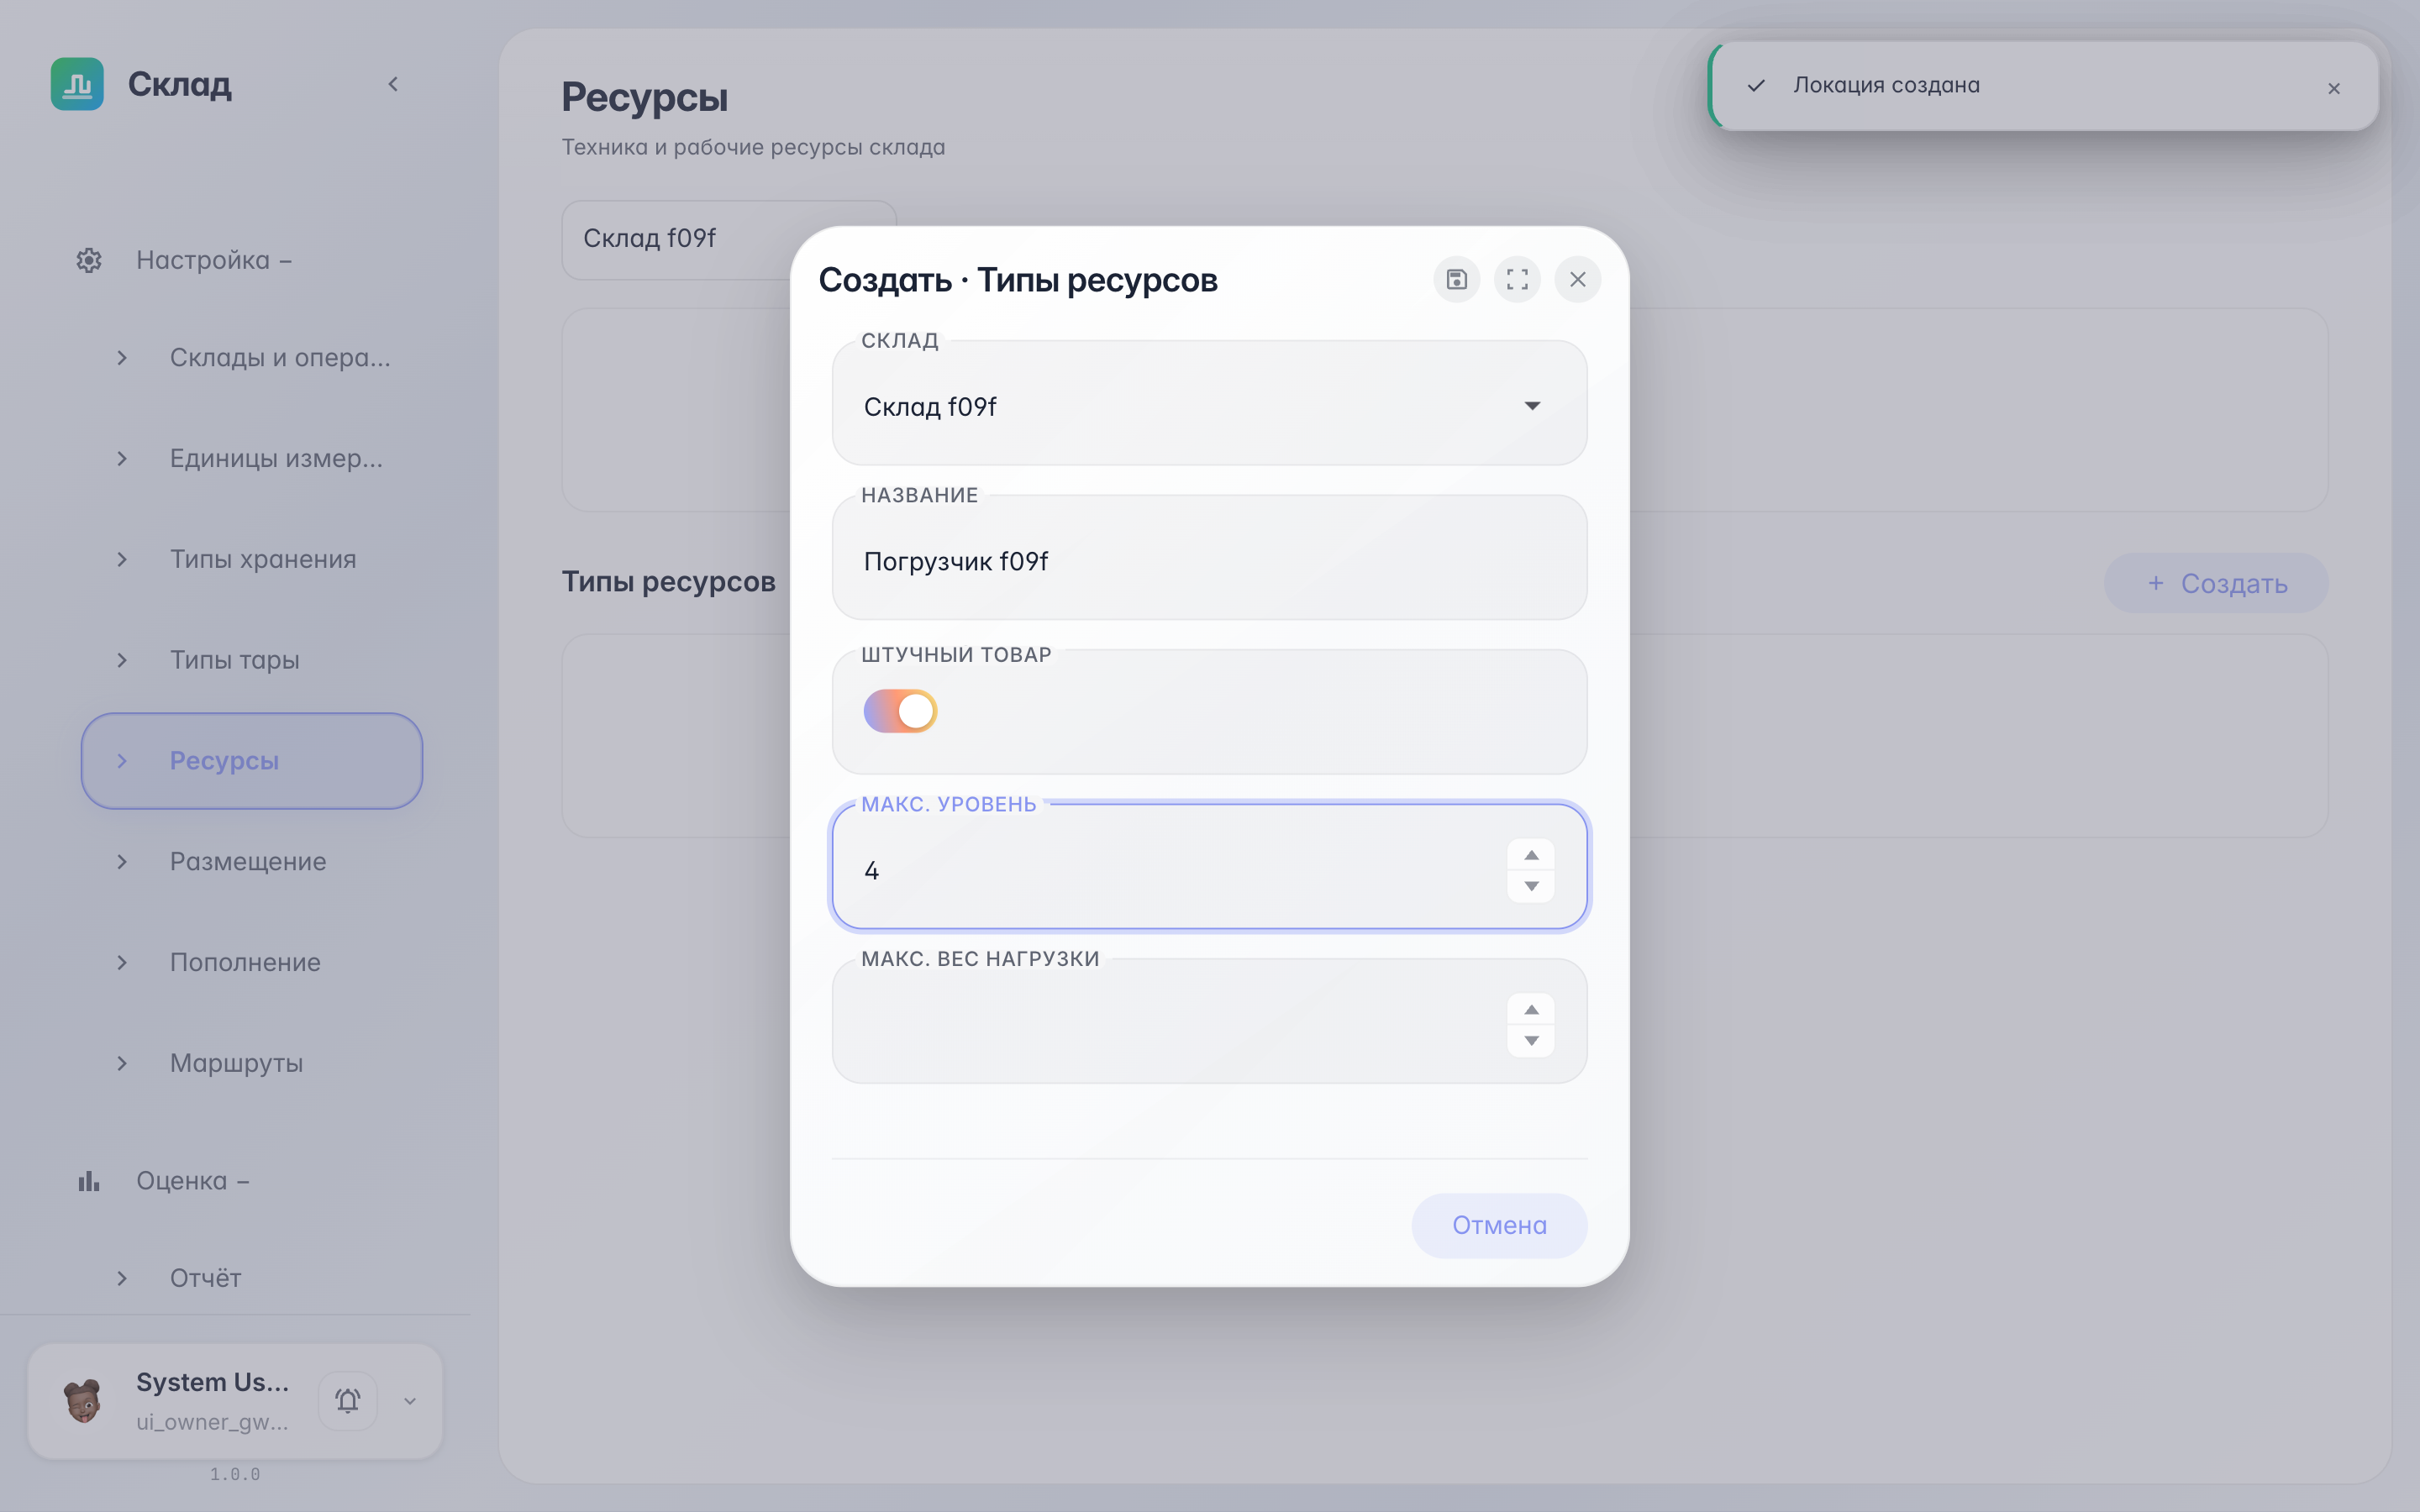 Склад
Настройка –
Склады и опера...
Единицы измер...
Типы хранения
Типы тары
Ресурсы
Размещение
Пополнение
Маршруты
Оценка –
Отчёт
System Us...
ui_owner_gw...
1.0.0
Ресурсы
Техника и рабочие ресурсы склада
Склад f09f
Типы ресурсов
+ Создать
Локация создана
Создать · Типы ресурсов
СКЛАД
Склад f09f
НАЗВАНИЕ
Погрузчик f09f
ШТУЧНЫЙ ТОВАР
МАКС. УРОВЕНЬ
4
МАКС. ВЕС НАГРУЗКИ
Отмена